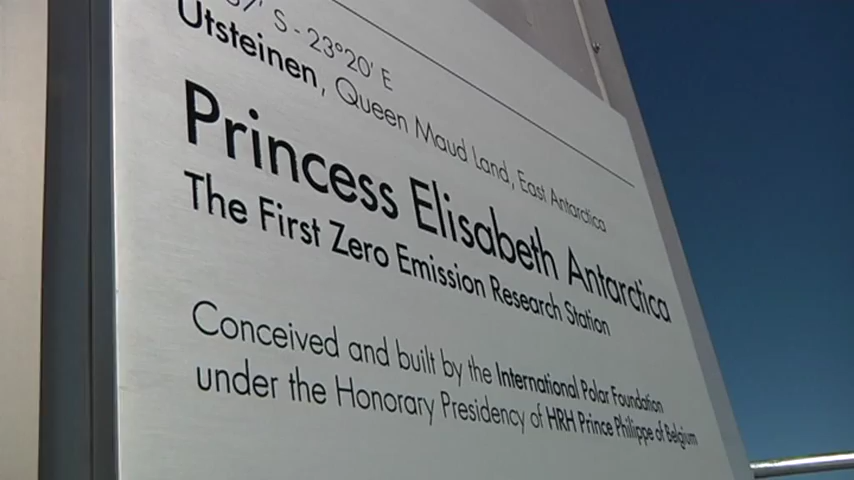 S - 23°20' E
Utsteinen, Queen Maud Land, East Antarctica
Princess Elisabeth Antarctica
The First Zero Emission Research Station
Conceived and built by the International Polar Foundation
under the Honorary Presidency of HRH Prince Philippe of Belgium